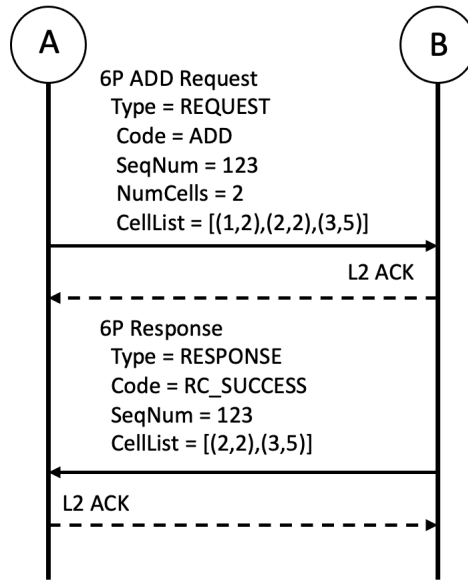 A
B
6P ADD Request
Type = REQUEST
Code = ADD
SeqNum = 123
NumCells = 2
CellList = [(1,2),(2,2),(3,5)]
L2 ACK
6P Response
Type = RESPONSE
Code = RC_SUCCESS
SeqNum = 123
CellList = [(2,2),(3,5)]
L2 ACK